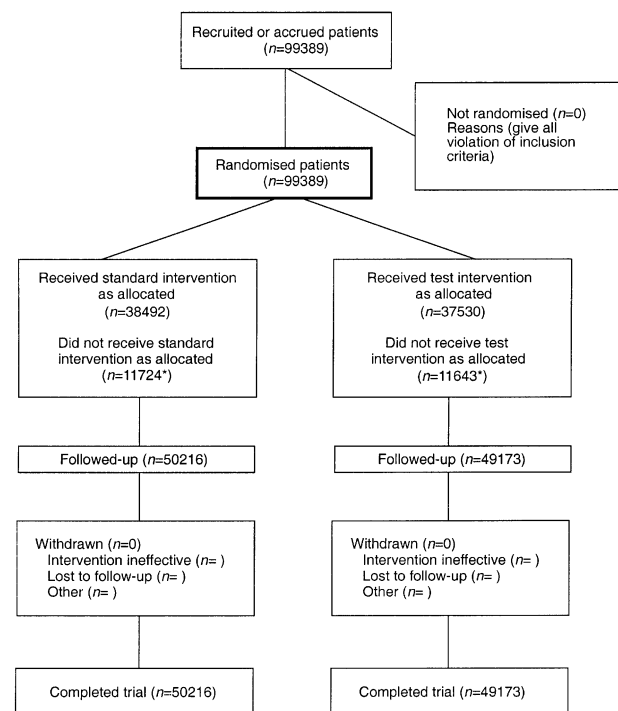 Recruited or accrued patients
(n=99389)
Not randomised (n=0)
Reasons (give all
violation of inclusion
criteria)
Randomised patients
(n=99389)
Received standard intervention
as allocated
(n=38492)
Did not receive standard
intervention as allocated
(n=11724*)
Received test intervention
as allocated
(n=37530)
Did not receive test
intervention as allocated
(n=11643*)
Followed-up (n=50216)
Followed-up (n=49173)
Withdrawn (n=0)
Intervention ineffective (n= )
Lost to follow-up (n= )
Other (n= )
Withdrawn (n=0)
Intervention ineffective (n= )
Lost to follow-up (n= )
Other (n= )
Completed trial (n=50216)
Completed trial (n=49173)